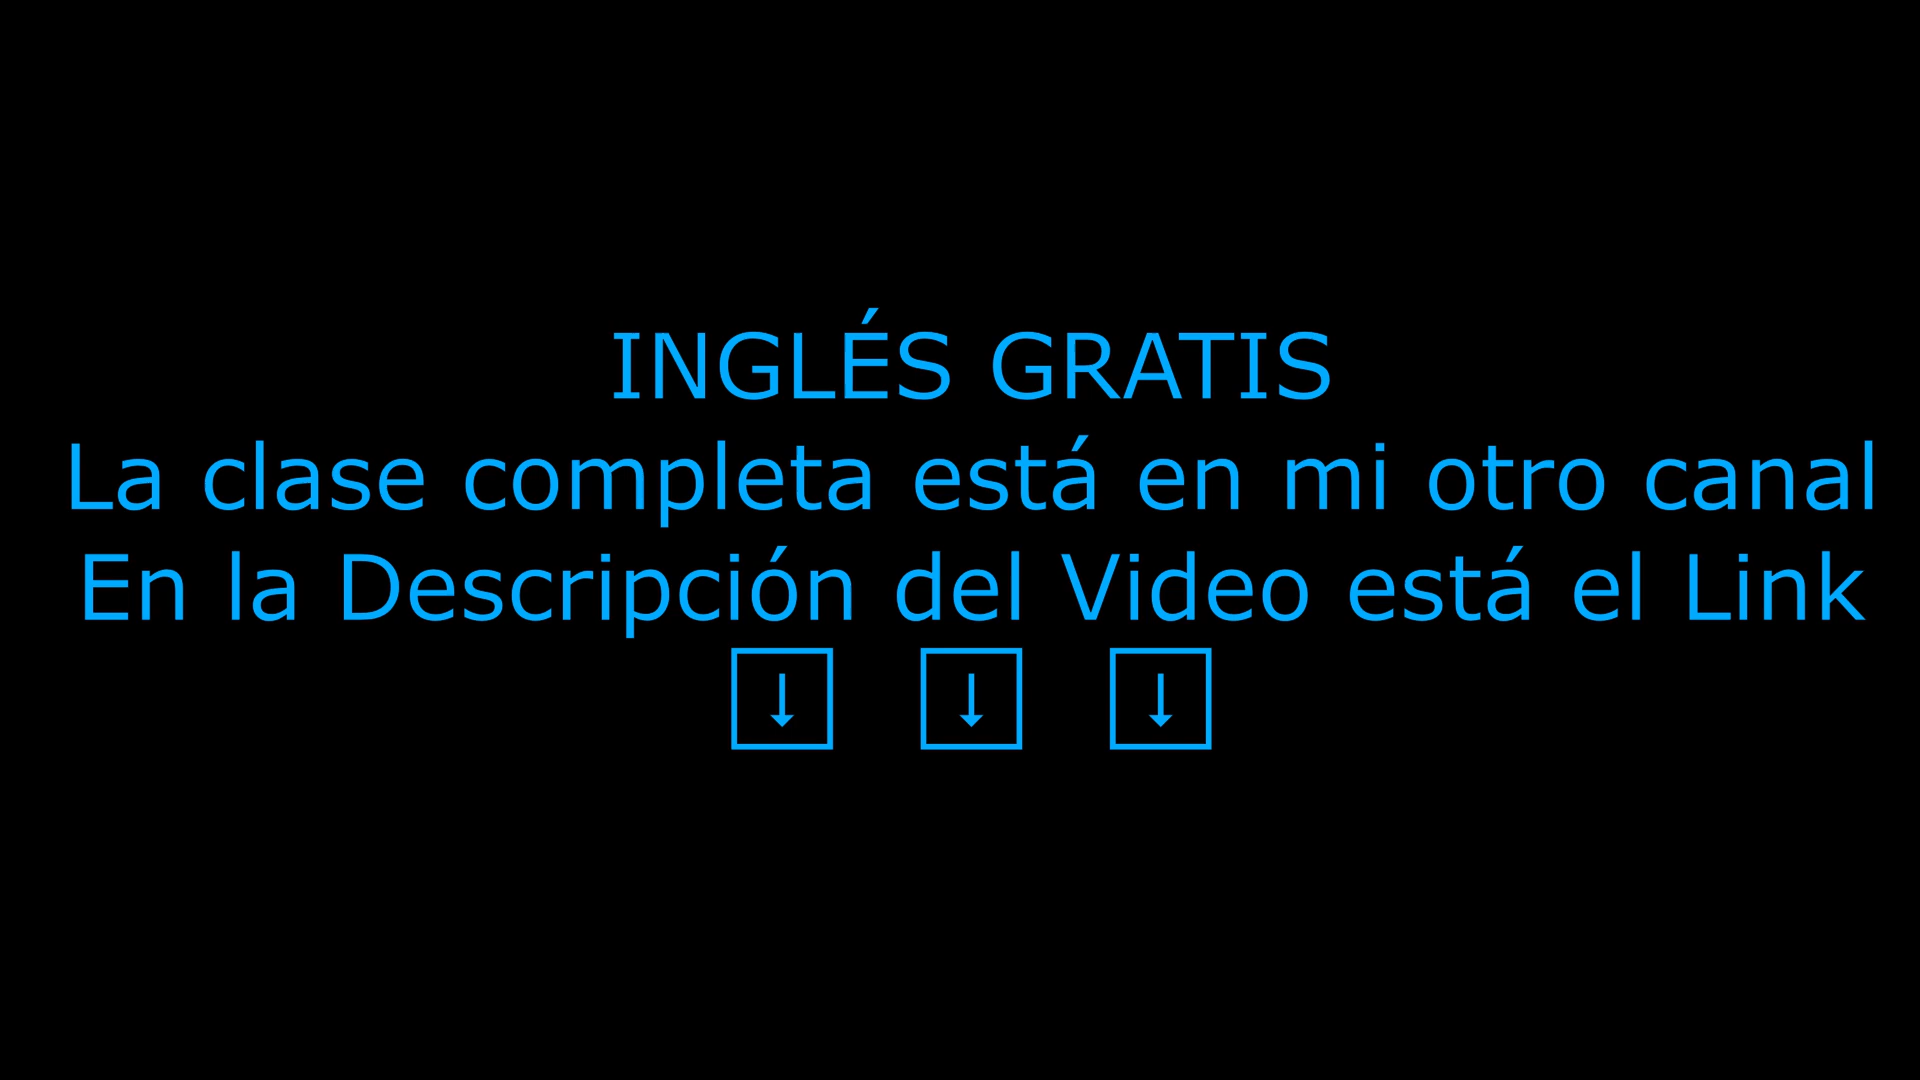 INGLÉS GRATIS
La clase completa está en mi otro canal
En la Descripción del Video está el Link
↓ ↓ ↓